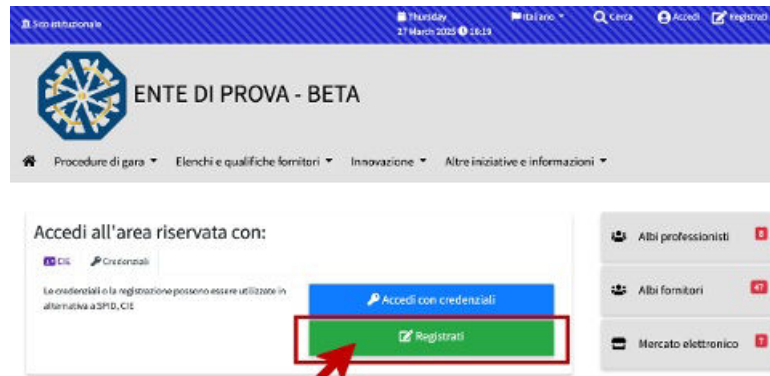 Sito istituzionale
Thursday
27 March 2025 16:19
Italiano
Cerca
Accedi
Registrati
ENTE DI PROVA - BETA
Procedure di gara
Elenchi e qualifiche fornitori
Innovazione
Altre iniziative e informazioni
Accedi all'area riservata con:
CIE
Credenziali
Le credenziali o la registrazione possono essere utilizzate in
alternativa a SPID, CIE
Accedi con credenziali
Registrati
Albi professionisti
Albi fornitori
47
Mercato elettronico